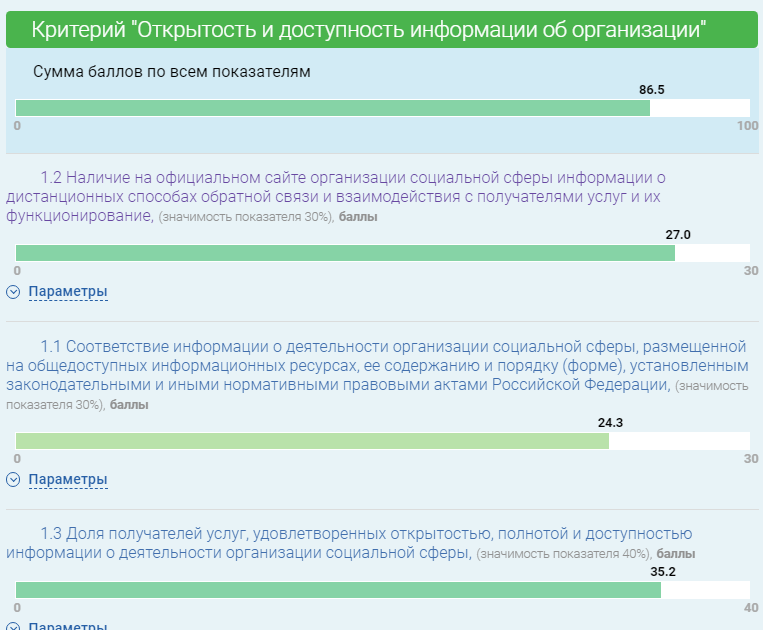 Критерий "Открытость и доступность информации об организации"
Сумма баллов по всем показателям
86.5
0 100
1.2 Наличие на официальном сайте организации социальной сферы информации о
дистанционных способах обратной связи и взаимодействия с получателями услуг и их
функционирование, (значимость показателя 30%), баллы
27.0
0 30
Параметры
1.1 Соответствие информации о деятельности организации социальной сферы, размещенной
на общедоступных информационных ресурсах, ее содержанию и порядку (форме), установленным
законодательными и иными нормативными правовыми актами Российской Федерации, (значимость
показателя 30%), баллы
24.3
0 30
Параметры
1.3 Доля получателей услуг, удовлетворенных открытостью, полнотой и доступностью
информации о деятельности организации социальной сферы, (значимость показателя 40%), баллы
35.2
0 40
Параметры